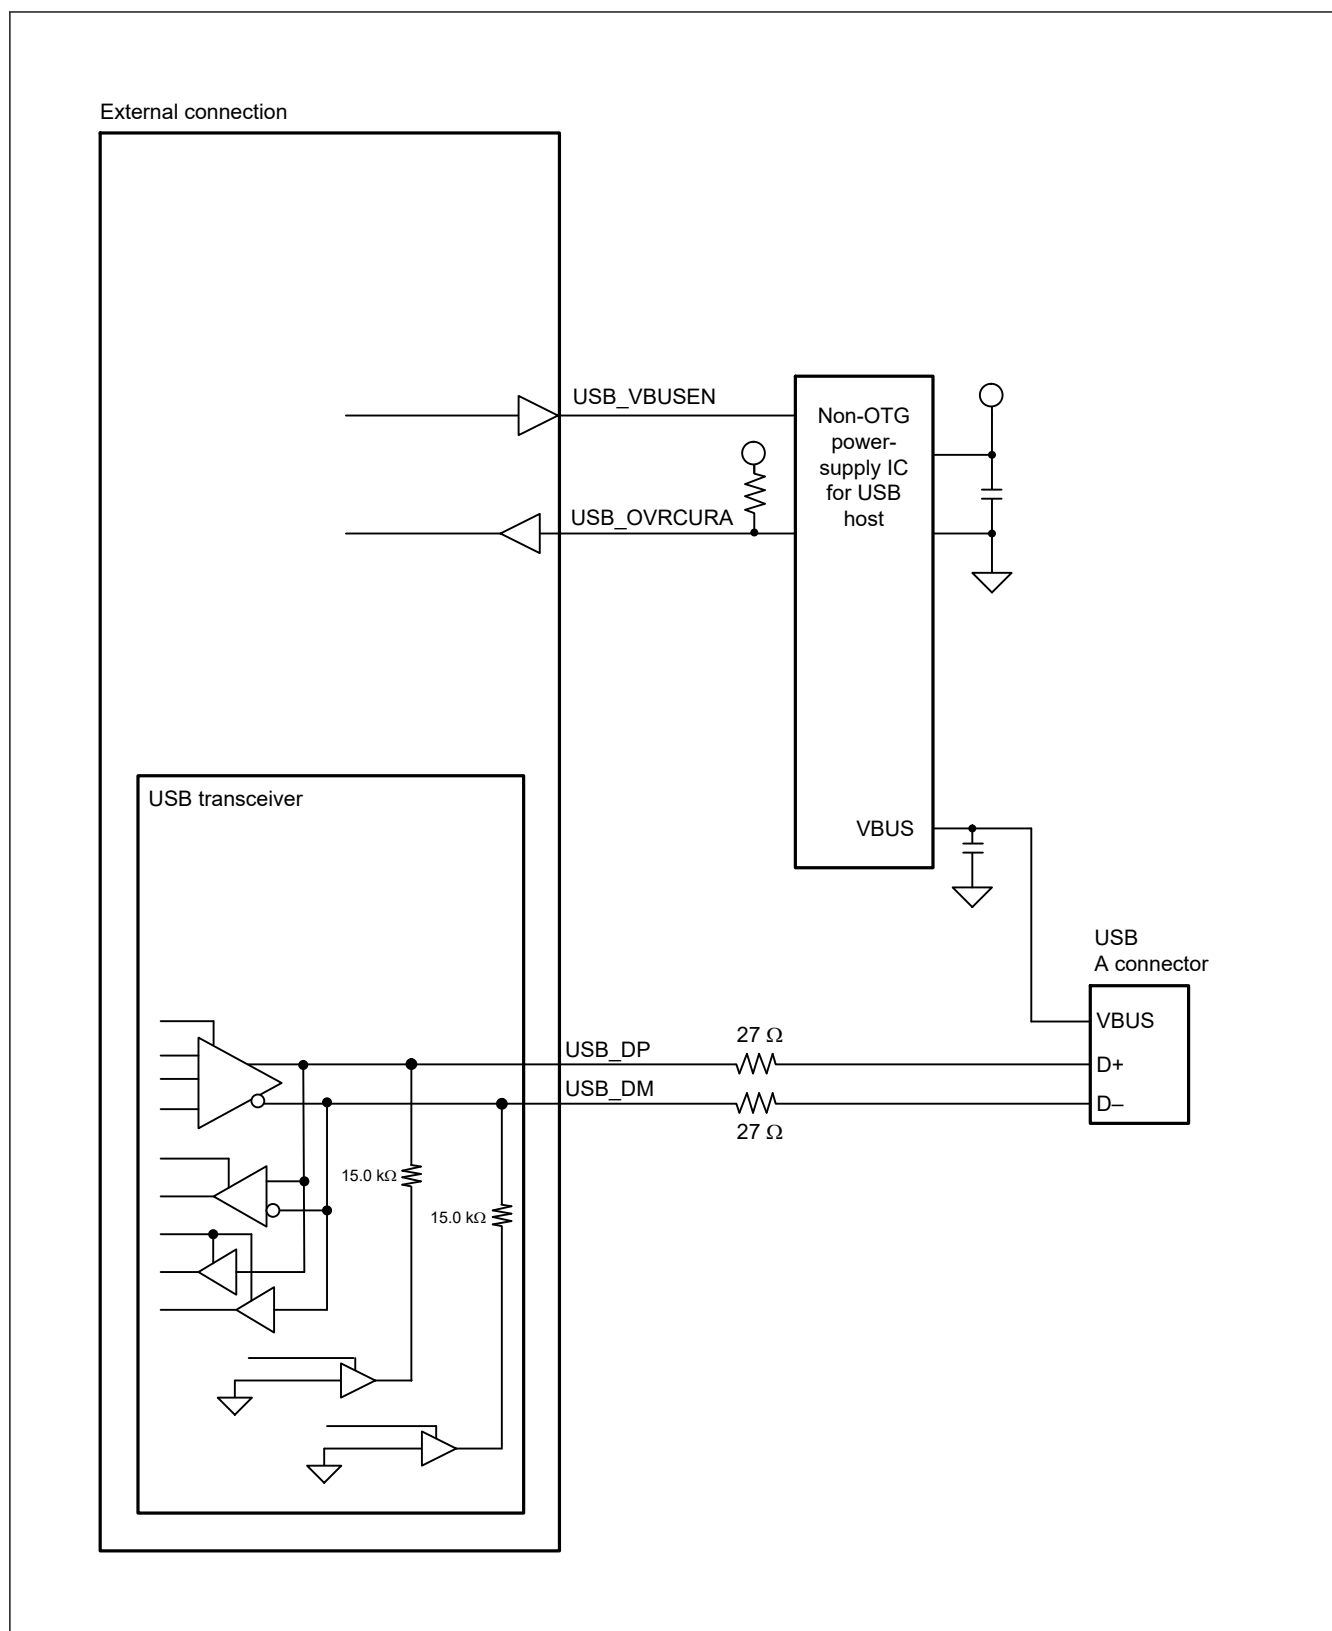 External connection
USB_VBUSEN
Non-OTG
power-
supply IC
for USB
host
USB_OVRCURA
USB transceiver
VBUS
USB
A connector
VBUS
27 Ω
USB_DP
D+
USB_DM
D–
27 Ω
15.0 kΩ
15.0 kΩ